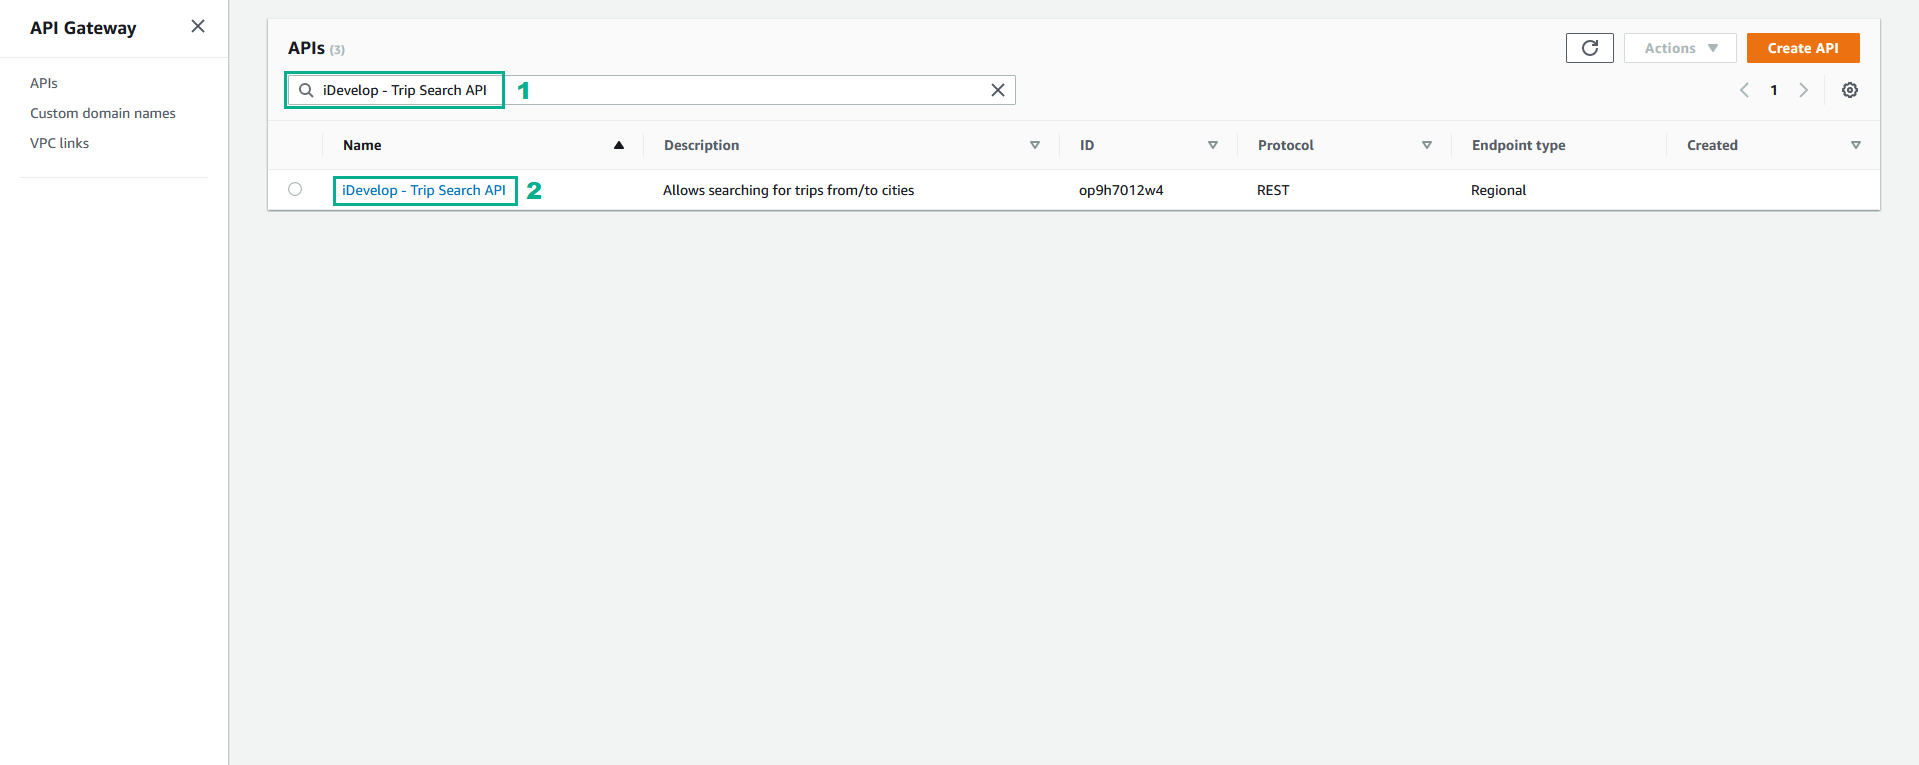 API Gateway
APIs
Custom domain names
VPC links
APIs (3)
Actions
Create API
iDevelop - Trip Search API
1
1
Name
Description
ID
Protocol
Endpoint type
Created
iDevelop - Trip Search API
2
Allows searching for trips from/to cities
op9h7012w4
REST
Regional